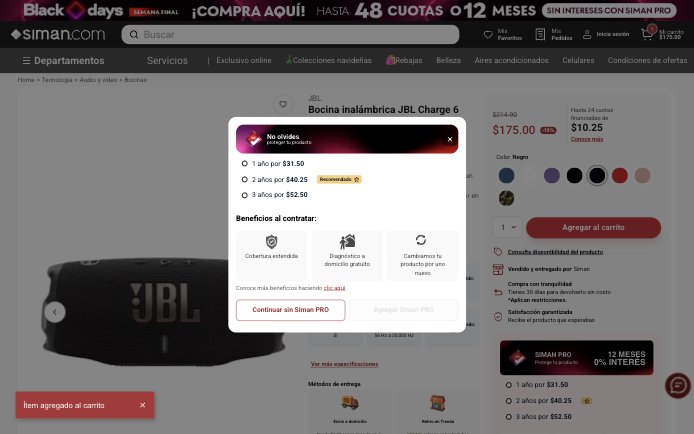 Black days SEMANA FINAL ¡COMPRA AQUÍ! HASTA 48 CUOTAS O 12 MESES SIN INTERESES CON SIMAN PRO
SIMAN.COM
Buscar
Mis Favoritos
Mis Pedidos
Inicia sesión
1
Mi carrito
$175.00
Departamentos
Servicios
Exclusivo online
Colecciones navideñas
Rebajas
Belleza
Aires acondicionados
Celulares
Condiciones de ofertas
Home > Tecnología > Audio y video > Bocinas
JBL
Bocina inalámbrica JBL Charge 6
$214.90
$175.00
Hasta 24 cuotas
financiadas de
$10.25
Conoce más
Color Negro
1
Agregar al carrito
Consulta disponibilidad del producto
Vendido y entregado por Siman
Compra con tranquilidad
Tienes 30 días para devolverlo sin costo
*Aplican restricciones.
Satisfacción garantizada
Recibe el producto que esperabas
SIMAN PRO
Protege tu producto
12 MESES
0% INTERÉS
1 año por $31.50
2 años por $40.25
3 años por $52.50
No olvides
proteger tu producto
×
1 año por $31.50
2 años por $40.25 Recomendado
3 años por $52.50
Beneficios al contratar:
Cobertura extendida
Diagnóstico a
domicilio gratuito
Cambiamos tu
producto por uno
nuevo
Conoce más beneficios haciendo clic aquí
Continuar sin Siman PRO
Agregar Siman PRO
JBL
56 Hz a 20,000 Hz
Ver más especificaciones
Métodos de entrega
Envío a domicilio
Retiro en Tienda
Ítem agregado al carrito
×